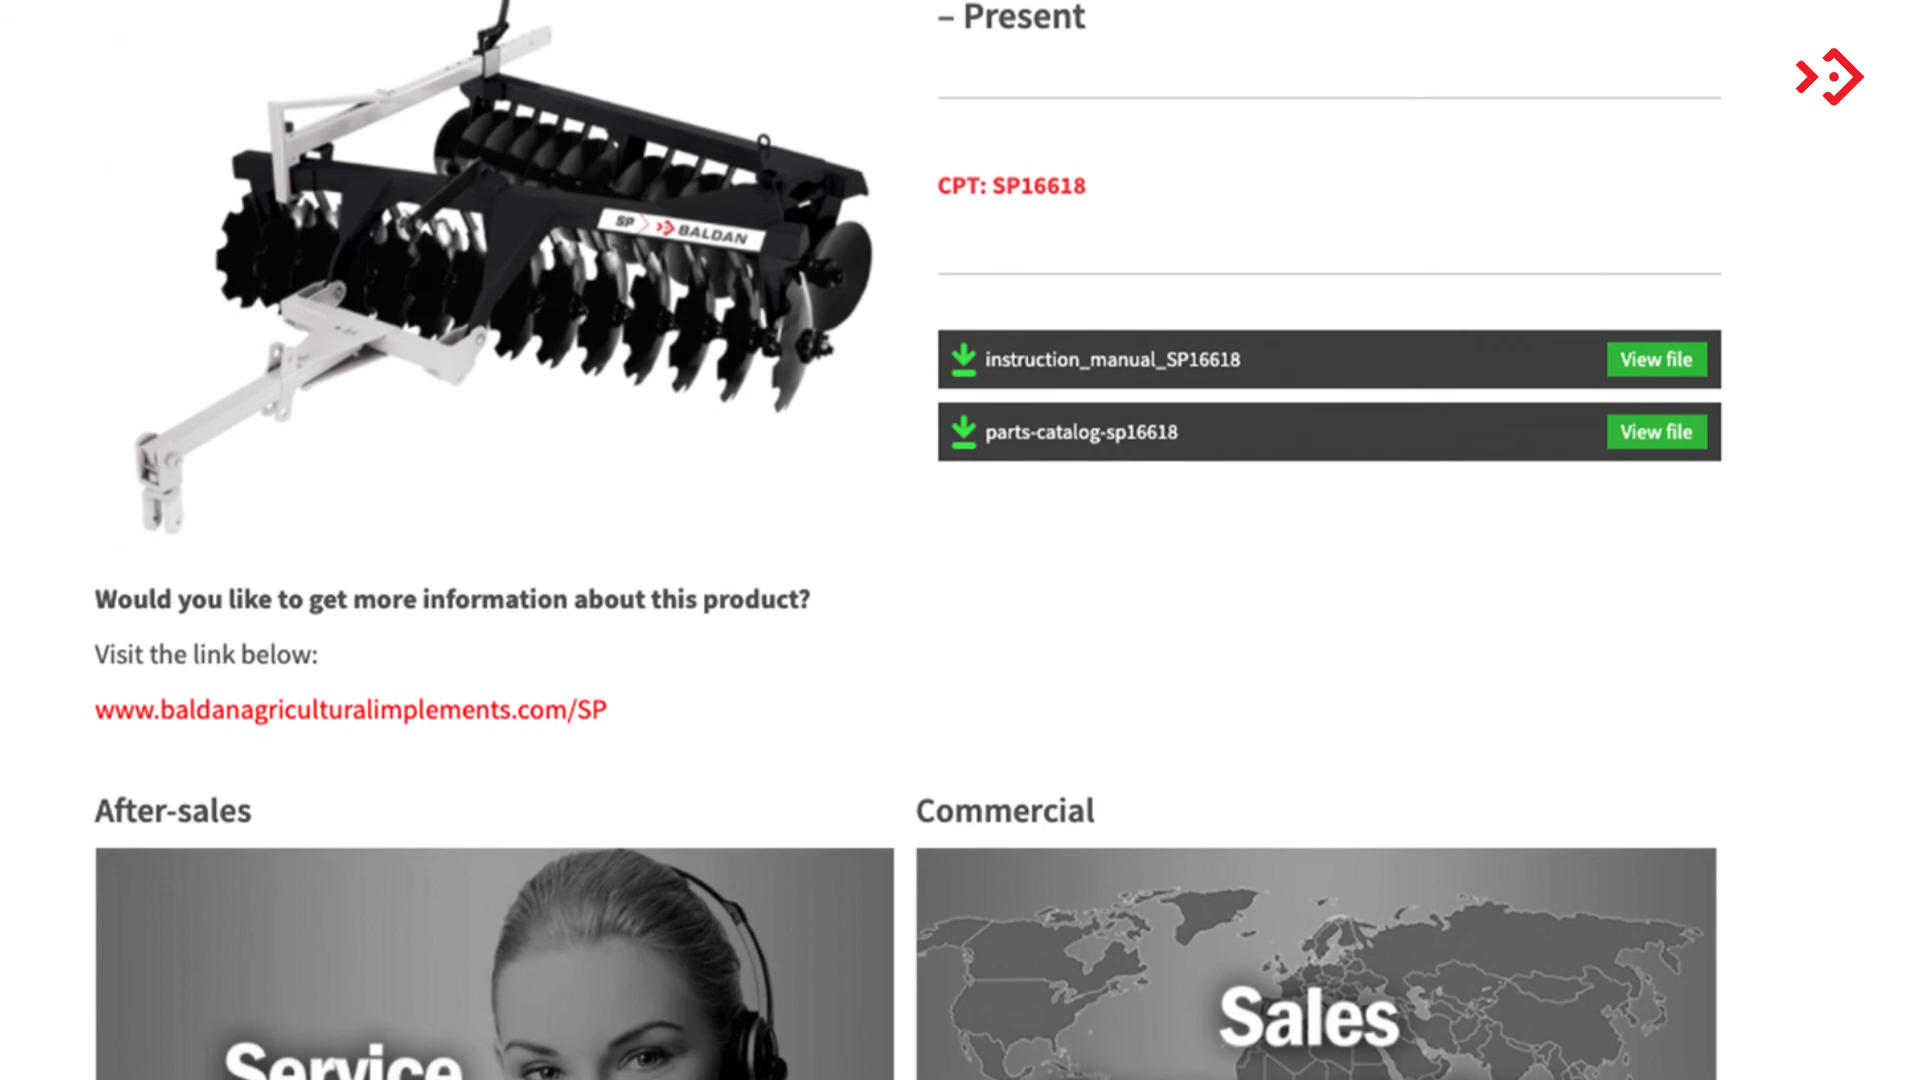 – Present
CPT: SP16618
SP BALDAN
instruction_manual_SP16618 View file
parts-catalog-sp16618 View file
Would you like to get more information about this product?
Visit the link below:
www.baldanagriculturalimplements.com/SP
After-sales
Commercial
Service
Sales